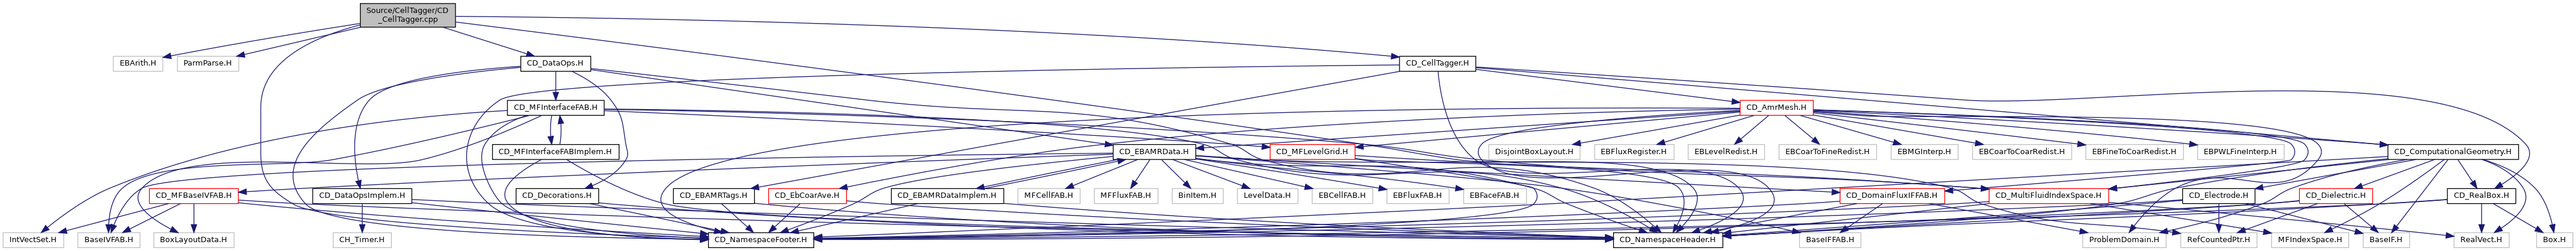 Source/CellTagger/CD
_CellTagger.cpp
EBArith.H
ParmParse.H
CD_DataOps.H
CD_CellTagger.H
CD_MFInterfaceFAB.H
CD_AmrMesh.H
CD_MFInterfaceFABImplem.H
CD_EBAMRData.H
CD_MFLevelGrid.H
DisjointBoxLayout.H
EBFluxRegister.H
EBLevelRedist.H
EBCoarToFineRedist.H
EBMGInterp.H
EBCoarToCoarRedist.H
EBFineToCoarRedist.H
EBPWLFineInterp.H
CD_ComputationalGeometry.H
CD_MFBaseIVFAB.H
CD_DataOpsImplem.H
CD_Decorations.H
CD_EBAMRTags.H
CD_EbCoarAve.H
CD_EBAMRDataImplem.H
MFCellFAB.H
MFFluxFAB.H
BinItem.H
LevelData.H
EBCellFAB.H
EBFluxFAB.H
EBFaceFAB.H
CD_DomainFluxIFFAB.H
CD_MultiFluidIndexSpace.H
CD_Electrode.H
CD_Dielectric.H
CD_RealBox.H
IntVectSet.H
BaseIVFAB.H
BoxLayoutData.H
CH_Timer.H
CD_NamespaceFooter.H
CD_NamespaceHeader.H
BaseIFFAB.H
ProblemDomain.H
RefCountedPtr.H
MFIndexSpace.H
BaseIF.H
RealVect.H
Box.H